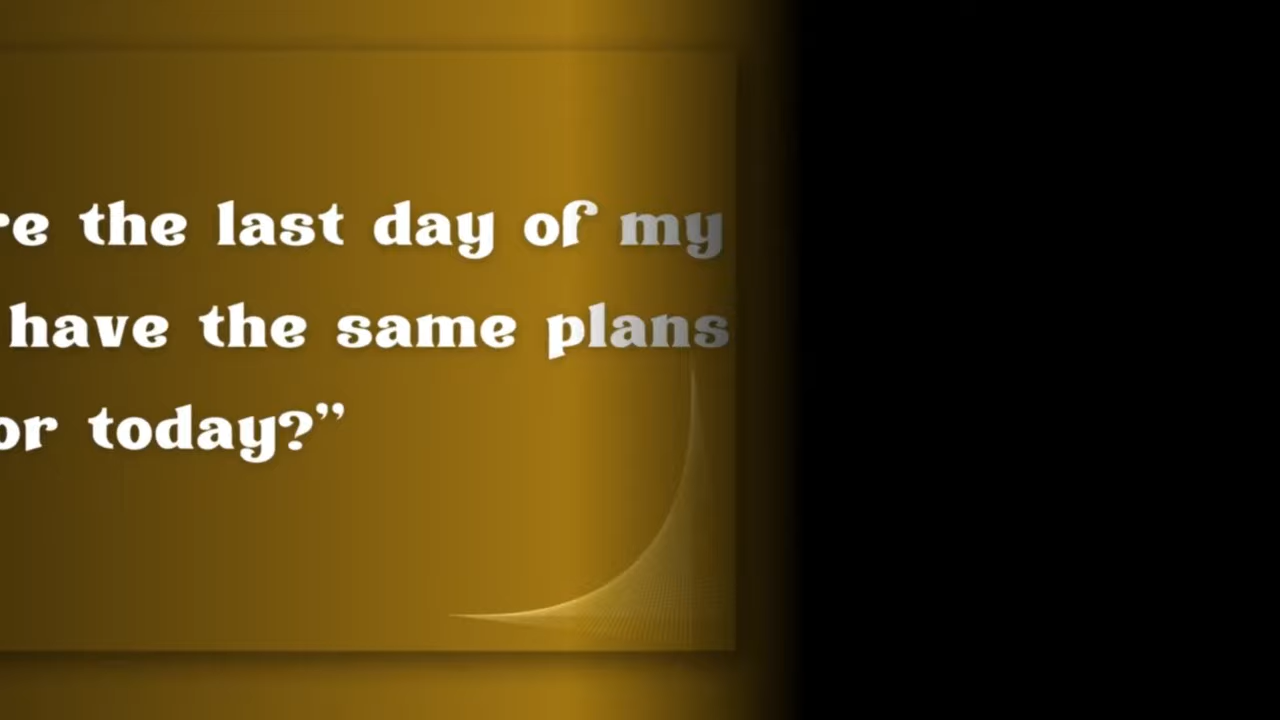 re the last day of my
have the same plans
or today?”